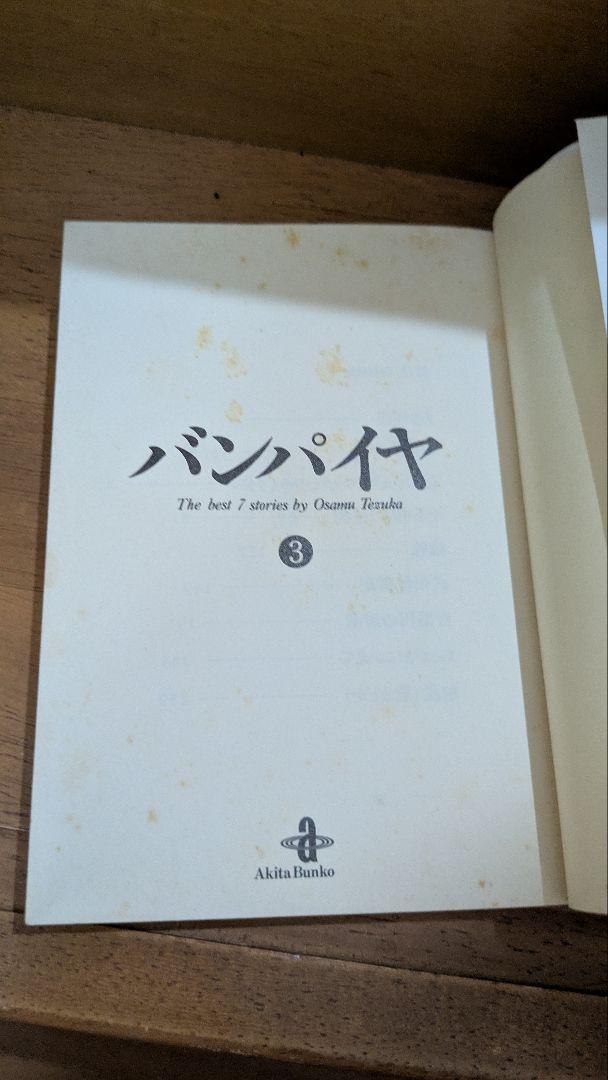 バンパイヤ
The best 7 stories by Osamu Tezuka
3
a
Akita Bunko